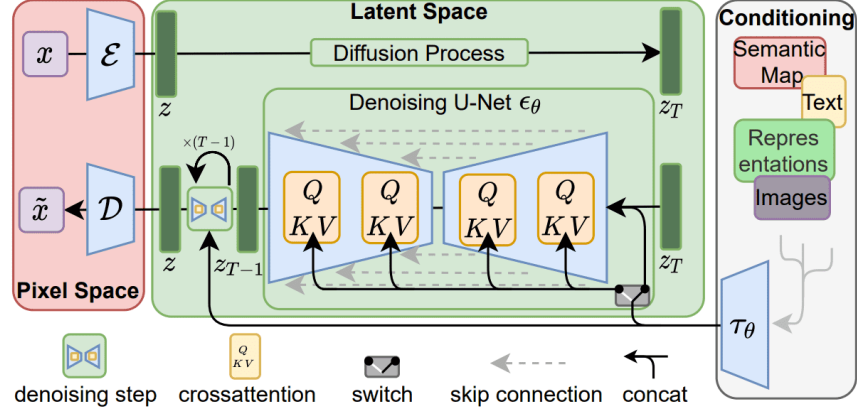 Latent Space
Conditioning
x
ℰ
z
Diffusion Process
z_T
Semantic
Map
Text
Repres
entations
Images
Denoising U-Net ϵ_θ
×(T−1)
x̃
𝒟
z
z_{T−1}
Q
KV
Q
KV
Q
KV
Q
KV
z_T
τ_θ
Pixel Space
Q
KV
denoising step
crossattention
switch
skip connection
concat